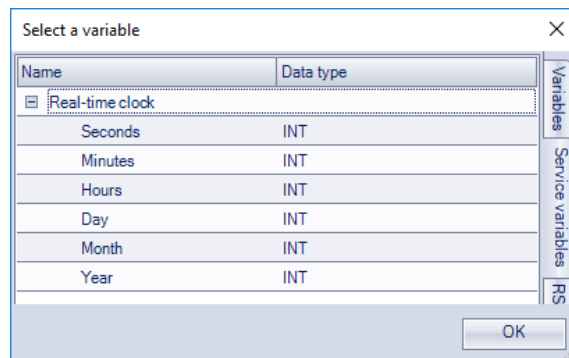 Select a variable
Name Data type
Real-time clock
Seconds INT
Minutes INT
Hours INT
Day INT
Month INT
Year INT
Variables
Service variables
RS
OK